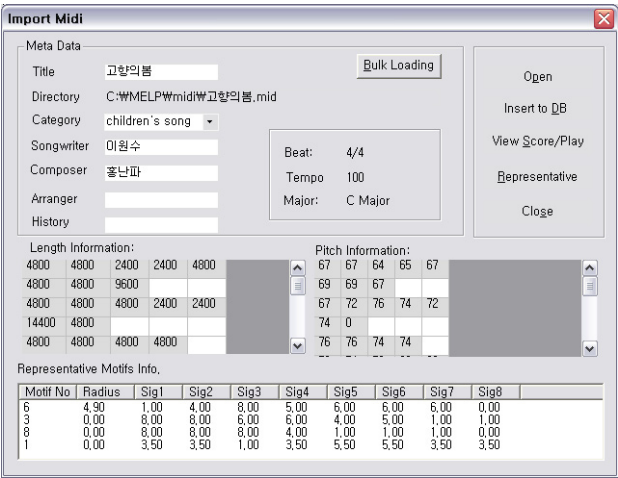 Import Midi
Meta Data
Title 고향의봄
Bulk Loading
Directory C:₩MELP₩midi₩고향의봄,mid
Category children's song
Songwriter 이원수
Composer 홍난파
Arranger
History
Beat: 4/4
Tempo 100
Major: C Major
Open
Insert to DB
View Score/Play
Representative
Close
Length Information:
4800 4800 2400 2400 4800
4800 4800 9600
4800 4800 4800 2400 2400
14400 4800
4800 4800 4800 4800
Pitch Information:
67 67 64 65 67
69 69 67
67 72 76 74 72
74 0
76 76 74 74
Representative Motifs Info,
Motif No Radius Sig1 Sig2 Sig3 Sig4 Sig5 Sig6 Sig7 Sig8
6 4,90 1,00 4,00 8,00 5,00 6,00 6,00 6,00 0,00
3 0,00 8,00 8,00 6,00 6,00 4,00 5,00 1,00 1,00
8 0,00 8,00 8,00 8,00 4,00 1,00 1,00 1,00 0,00
1 0,00 3,50 3,50 1,00 3,50 5,50 5,50 3,50 3,50